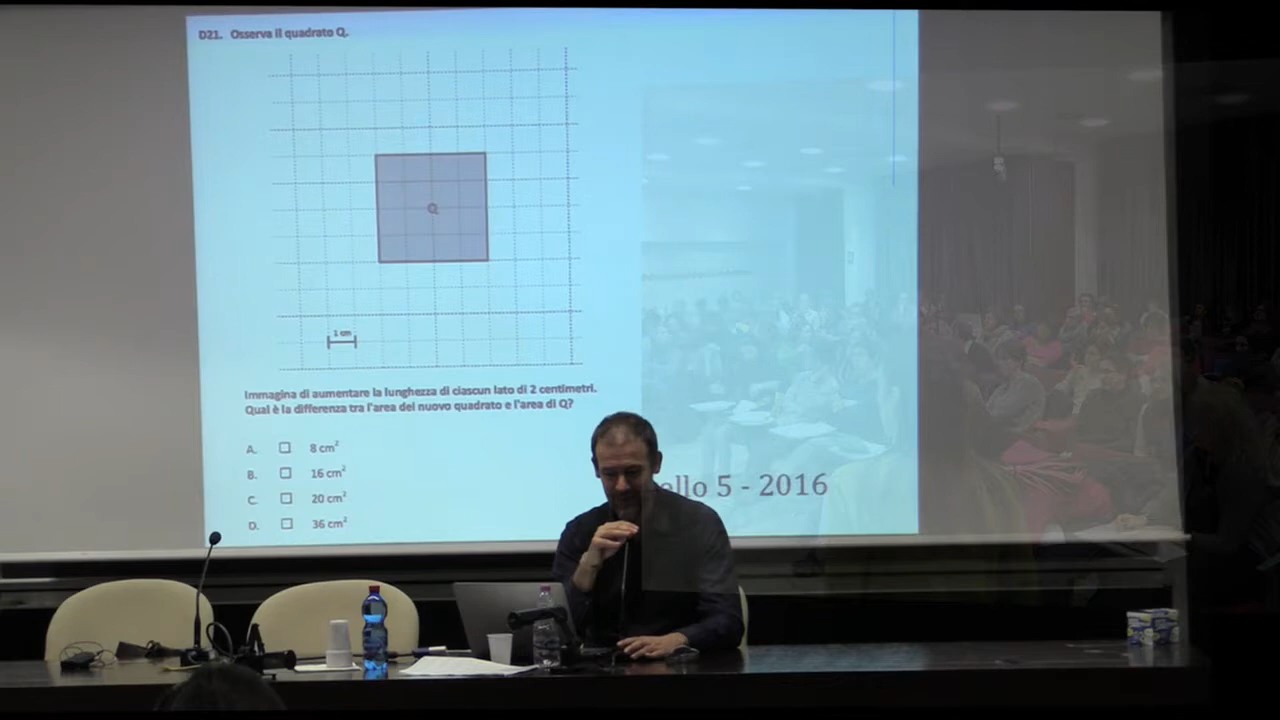 D21. Osserva il quadrato Q.
Q
1 cm
Immagina di aumentare la lunghezza di ciascun lato di 2 centimetri.
Qual è la differenza tra l'area del nuovo quadrato e l'area di Q?
A. 8 cm²
B. 16 cm²
C. 20 cm²
D. 36 cm²
5 - 2016